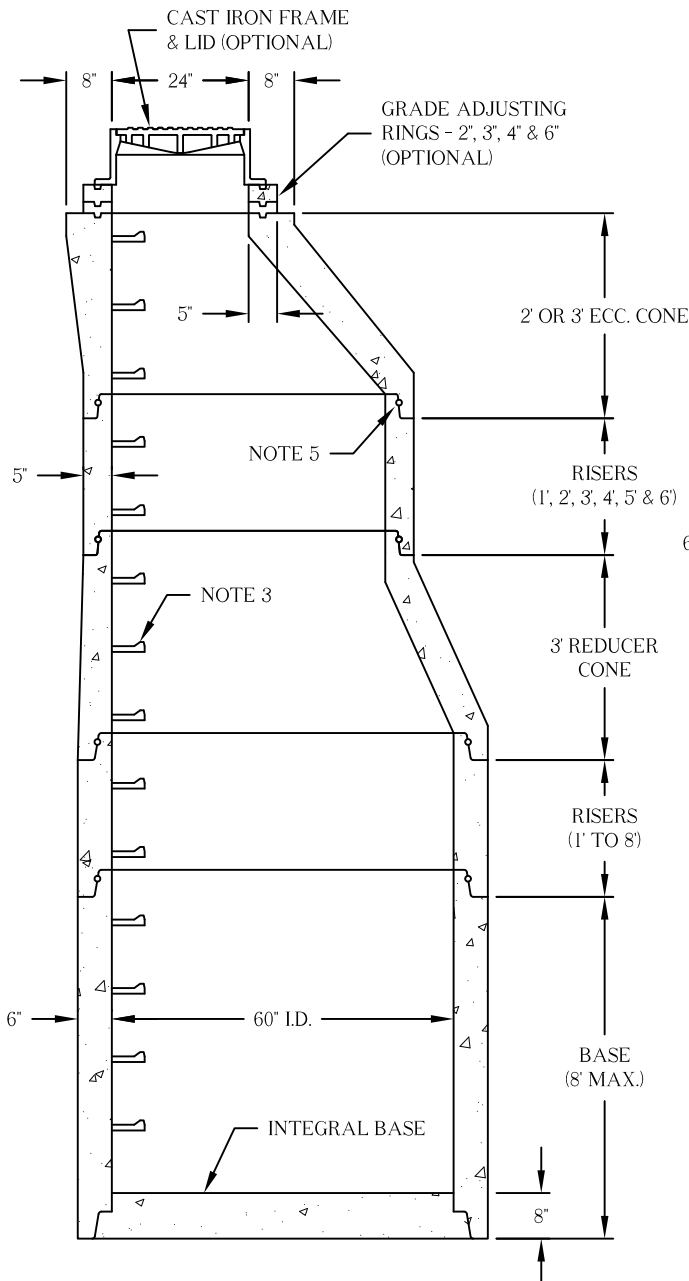 CAST IRON FRAME
& LID (OPTIONAL)
8" 24" 8"
GRADE ADJUSTING
RINGS - 2", 3", 4" & 6"
(OPTIONAL)
5"
2' OR 3' ECC. CONE
NOTE 5
5"
RISERS
(1', 2', 3', 4', 5' & 6')
6
NOTE 3
3' REDUCER
CONE
RISERS
(1' TO 8')
6" 60" I.D.
BASE
(8' MAX.)
INTEGRAL BASE
8"